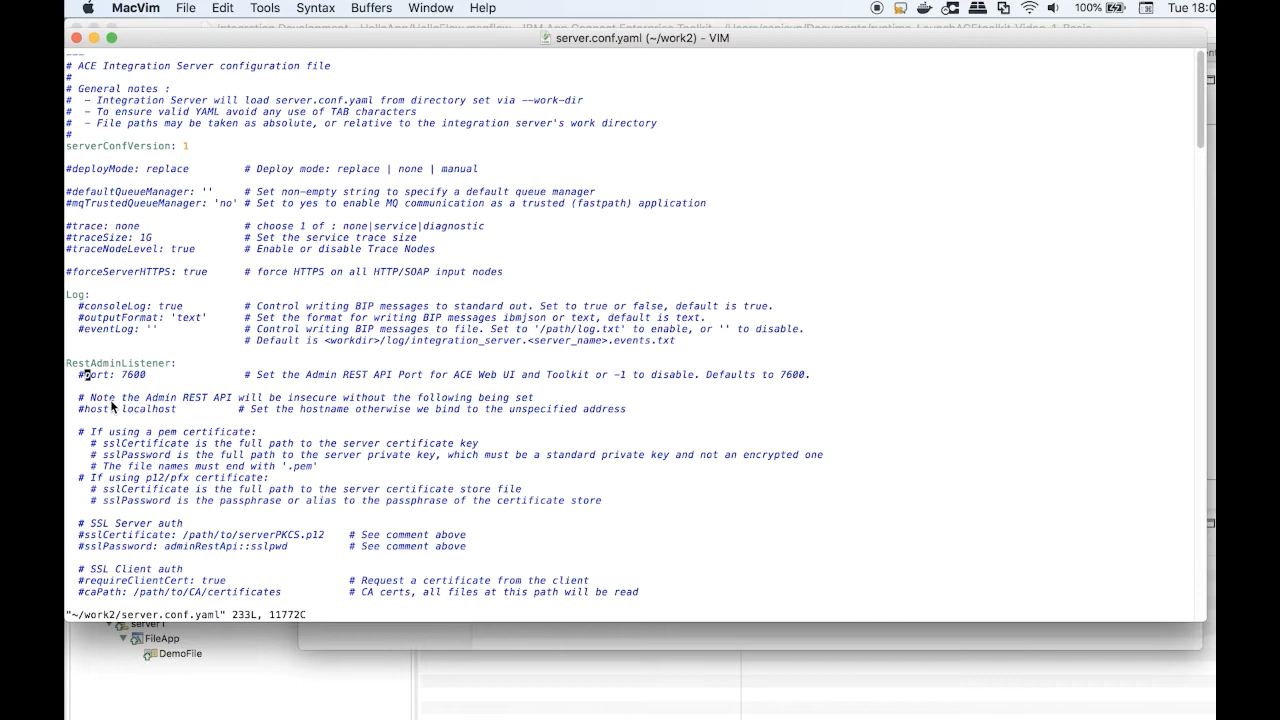 MacVim File Edit Tools Syntax Buffers Window Help 100% Tue 18:0
server.conf.yaml (~/work2) - VIM
---
# ACE Integration Server configuration file
#
# General notes :
#  - Integration Server will load server.conf.yaml from directory set via --work-dir
#  - To ensure valid YAML avoid any use of TAB characters
#  - File paths may be taken as absolute, or relative to the integration server's work directory
#
serverConfVersion: 1
#deployMode: replace         # Deploy mode: replace | none | manual
#defaultQueueManager: ''     # Set non-empty string to specify a default queue manager
#mqTrustedQueueManager: 'no' # Set to yes to enable MQ communication as a trusted (fastpath) application
#trace: none                 # choose 1 of : none|service|diagnostic
#traceSize: 1G               # Set the service trace size
#traceNodeLevel: true        # Enable or disable Trace Nodes
#forceServerHTTPS: true      # force HTTPS on all HTTP/SOAP input nodes
Log:
  #consoleLog: true          # Control writing BIP messages to standard out. Set to true or false, default is true.
  #outputFormat: 'text'      # Set the format for writing BIP messages ibmjson or text, default is text.
  #eventLog: ''              # Control writing BIP messages to file. Set to '/path/log.txt' to enable, or '' to disable.
                             # Default is <workdir>/log/integration_server.<server_name>.events.txt
RestAdminListener:
  #port: 7600                # Set the Admin REST API Port for ACE Web UI and Toolkit or -1 to disable. Defaults to 7600.
  # Note the Admin REST API will be insecure without the following being set
  #host: localhost          # Set the hostname otherwise we bind to the unspecified address
  # If using a pem certificate:
    # sslCertificate is the full path to the server certificate key
    # sslPassword is the full path to the server private key, which must be a standard private key and not an encrypted one
    # The file names must end with '.pem'
  # If using p12/pfx certificate:
    # sslCertificate is the full path to the server certificate store file
    # sslPassword is the passphrase or alias to the passphrase of the certificate store
  # SSL Server auth
  #sslCertificate: /path/to/serverPKCS.p12    # See comment above
  #sslPassword: adminRestApi::sslpwd          # See comment above
  # SSL Client auth
  #requireClientCert: true                    # Request a certificate from the client
  #caPath: /path/to/CA/certificates           # CA certs, all files at this path will be read
"~/work2/server.conf.yaml" 233L, 11772C
server1
FileApp
DemoFile